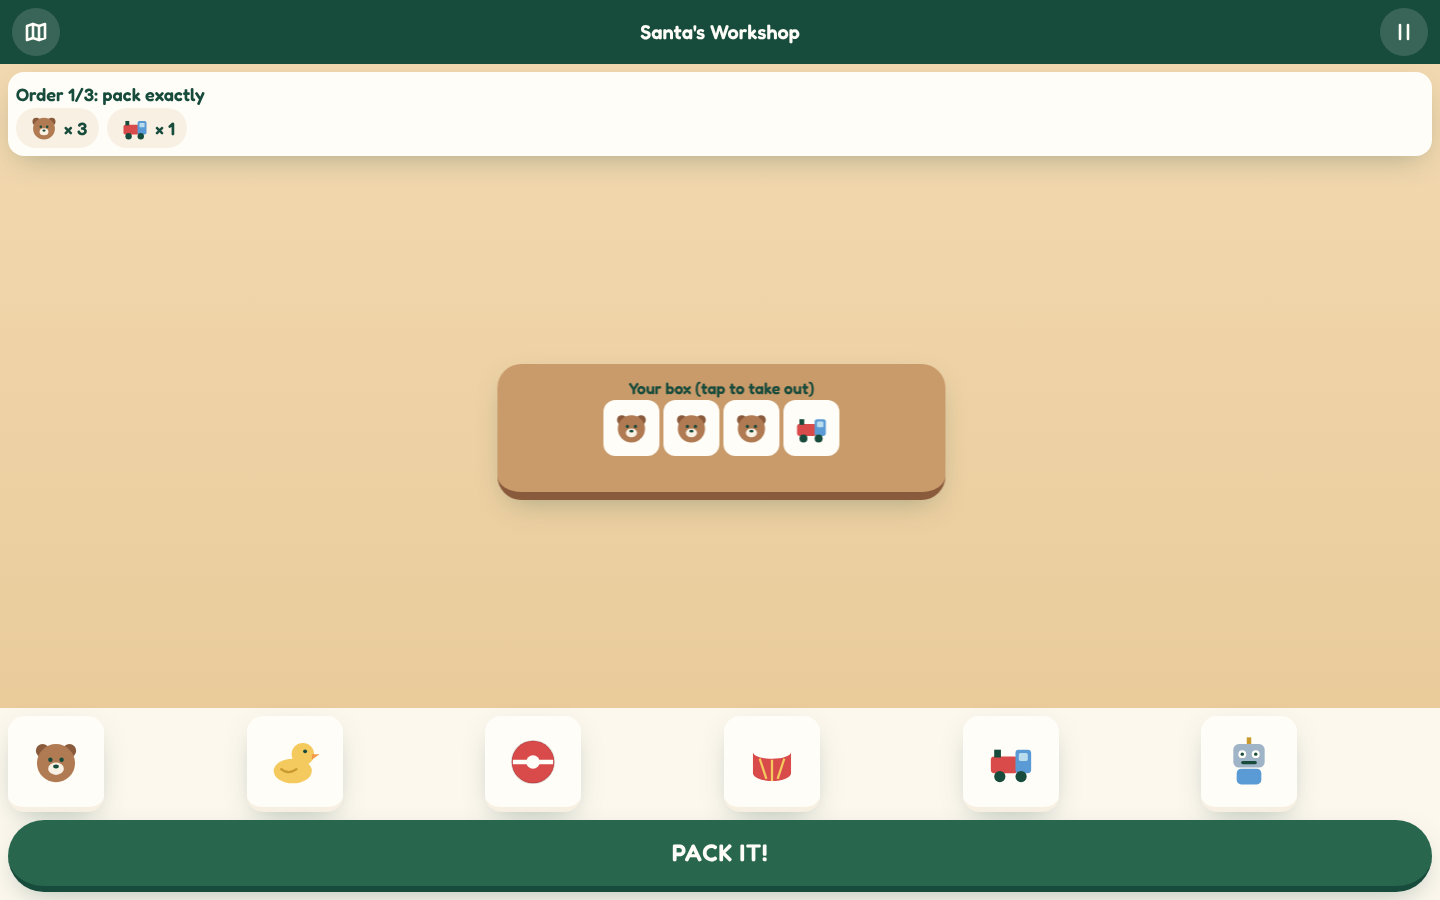 Santa's Workshop
Order 1/3: pack exactly
× 3
× 1
Your box (tap to take out)
PACK IT!